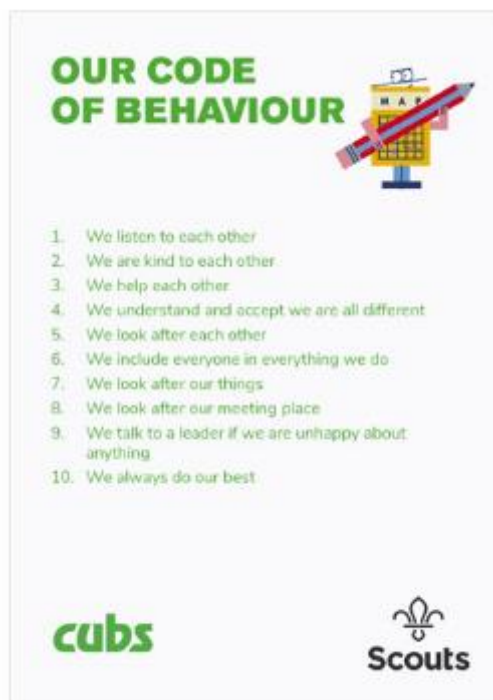 OUR CODE
OF BEHAVIOUR
MAP
1. We listen to each other
2. We are kind to each other
3. We help each other
4. We understand and accept we are all different
5. We look after each other
6. We include everyone in everything we do
7. We look after our things
8. We look after our meeting place
9. We talk to a leader if we are unhappy about
anything
10. We always do our best
cubs
Scouts